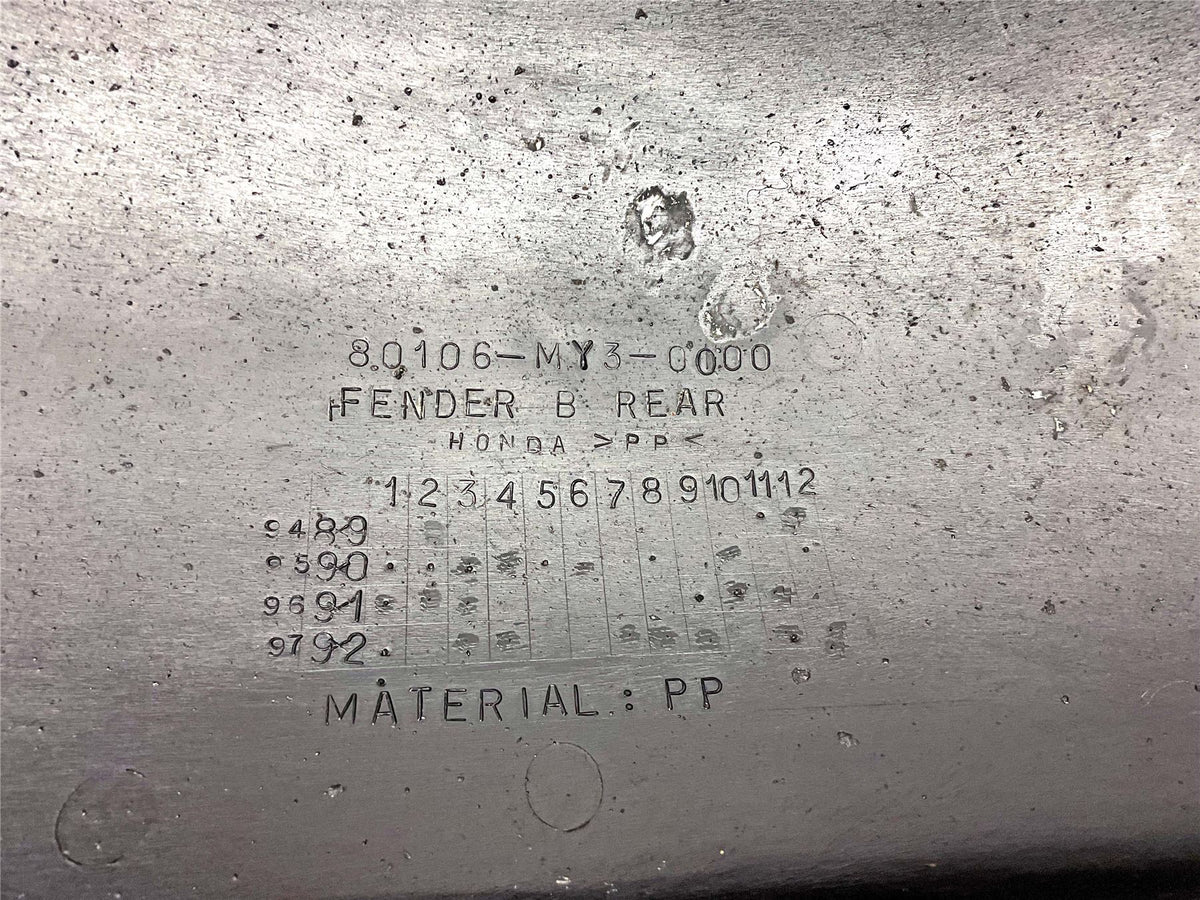 80106-MY3-0000
FENDER B REAR
HONDA >PP<
1 2 3 4 5 6 7 8 9 10 11 12
94 89
95 90
96 91
97 92
MATERIAL : PP